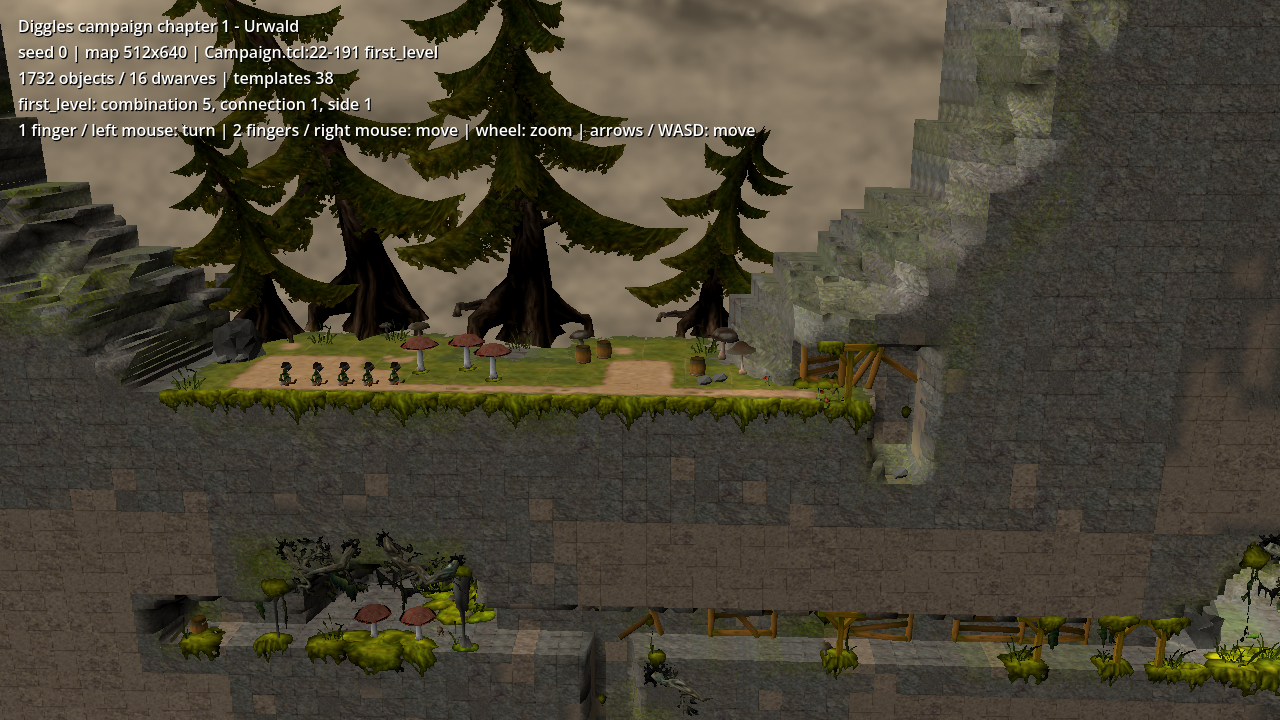 Diggles campaign chapter 1 - Urwald
seed 0 | map 512x640 | Campaign.tcl:22-191 first_level
1732 objects / 16 dwarves | templates 38
first_level: combination 5, connection 1, side 1
1 finger / left mouse: turn | 2 fingers / right mouse: move | wheel: zoom | arrows / WASD: move